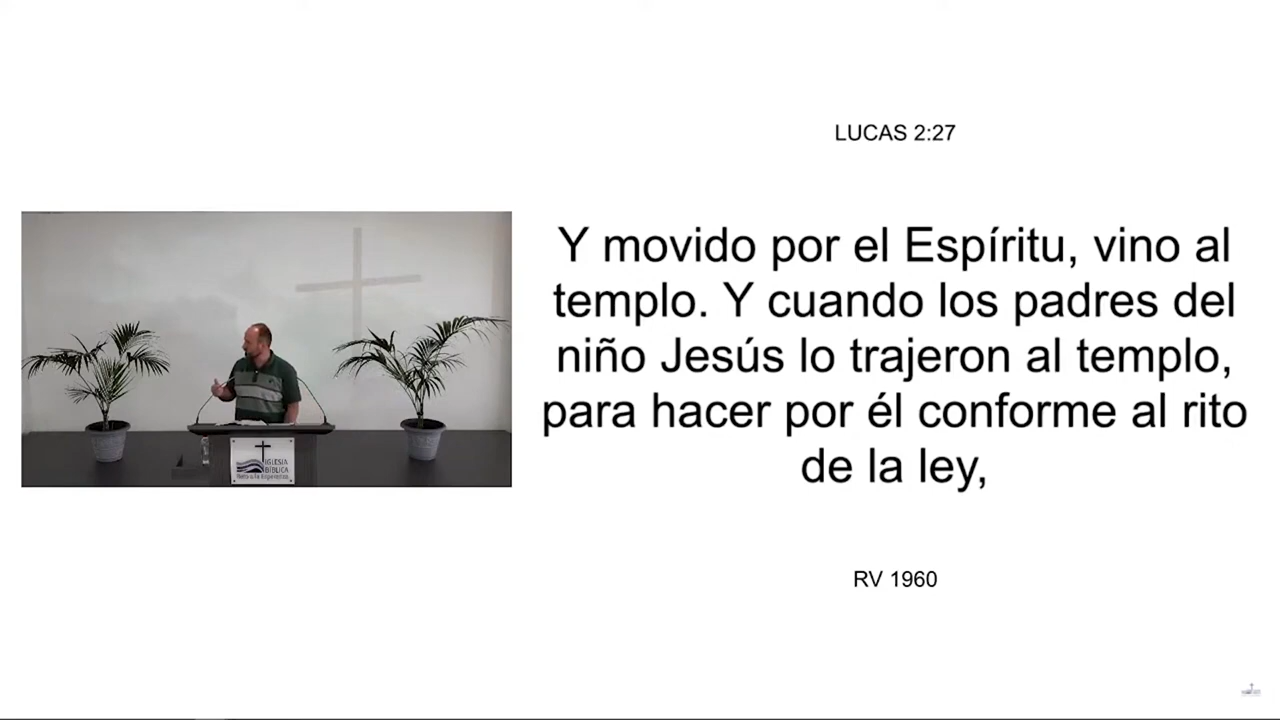 LUCAS 2:27
Y movido por el Espíritu, vino al
templo. Y cuando los padres del
niño Jesús lo trajeron al templo,
para hacer por él conforme al rito
de la ley,
RV 1960
IGLESIA
BÍBLICA